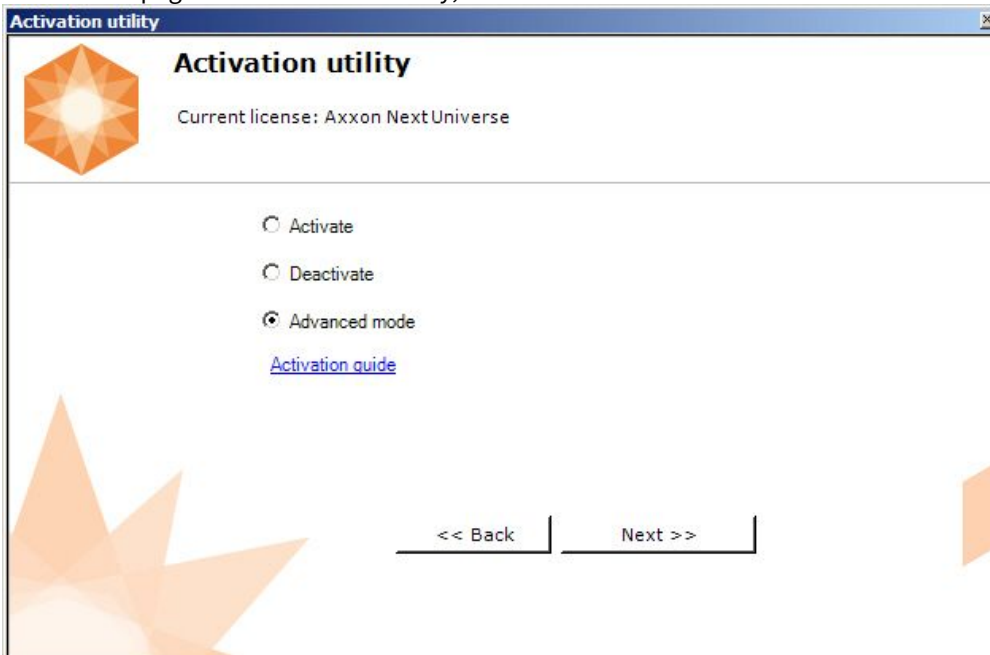 Activation utility
Activation utility
Current license: Axxon Next Universe
Activate
Deactivate
Advanced mode
Activation guide
<< Back Next >>